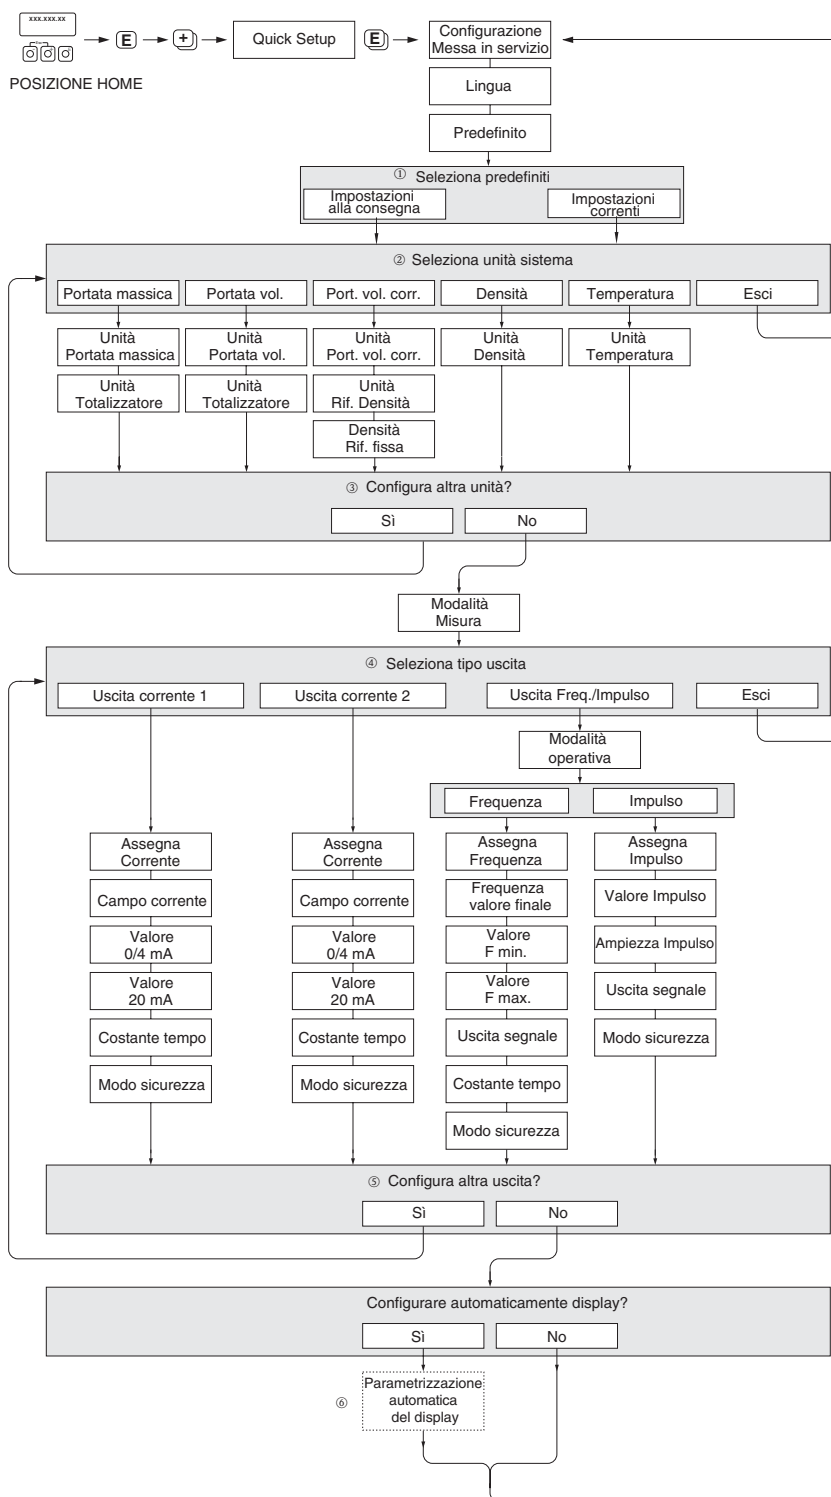 xxx.xxx.xx
Esc
E
+
Quick Setup
E
Configurazione
Messa in servizio
POSIZIONE HOME
Lingua
Predefinito
① Seleziona predefiniti
Impostazioni
alla consegna
Impostazioni
correnti
② Seleziona unità sistema
Portata massica
Portata vol.
Port. vol. corr.
Densità
Temperatura
Esci
Unità
Portata massica
Unità
Portata vol.
Unità
Port. vol. corr.
Unità
Densità
Unità
Temperatura
Unità
Totalizzatore
Unità
Totalizzatore
Unità
Rif. Densità
Densità
Rif. fissa
③ Configura altra unità?
Sì
No
Modalità
Misura
④ Seleziona tipo uscita
Uscita corrente 1
Uscita corrente 2
Uscita Freq./Impulso
Esci
Modalità
operativa
Frequenza
Impulso
Assegna
Corrente
Assegna
Corrente
Assegna
Frequenza
Assegna
Impulso
Campo corrente
Campo corrente
Frequenza
valore finale
Valore Impulso
Valore
0/4 mA
Valore
0/4 mA
Valore
F min.
Ampiezza Impulso
Valore
20 mA
Valore
20 mA
Valore
F max.
Uscita segnale
Costante tempo
Costante tempo
Uscita segnale
Modo sicurezza
Modo sicurezza
Modo sicurezza
Costante tempo
Modo sicurezza
⑤ Configura altra uscita?
Sì
No
Configurare automaticamente display?
Sì
No
⑥
Parametrizzazione
automatica
del display